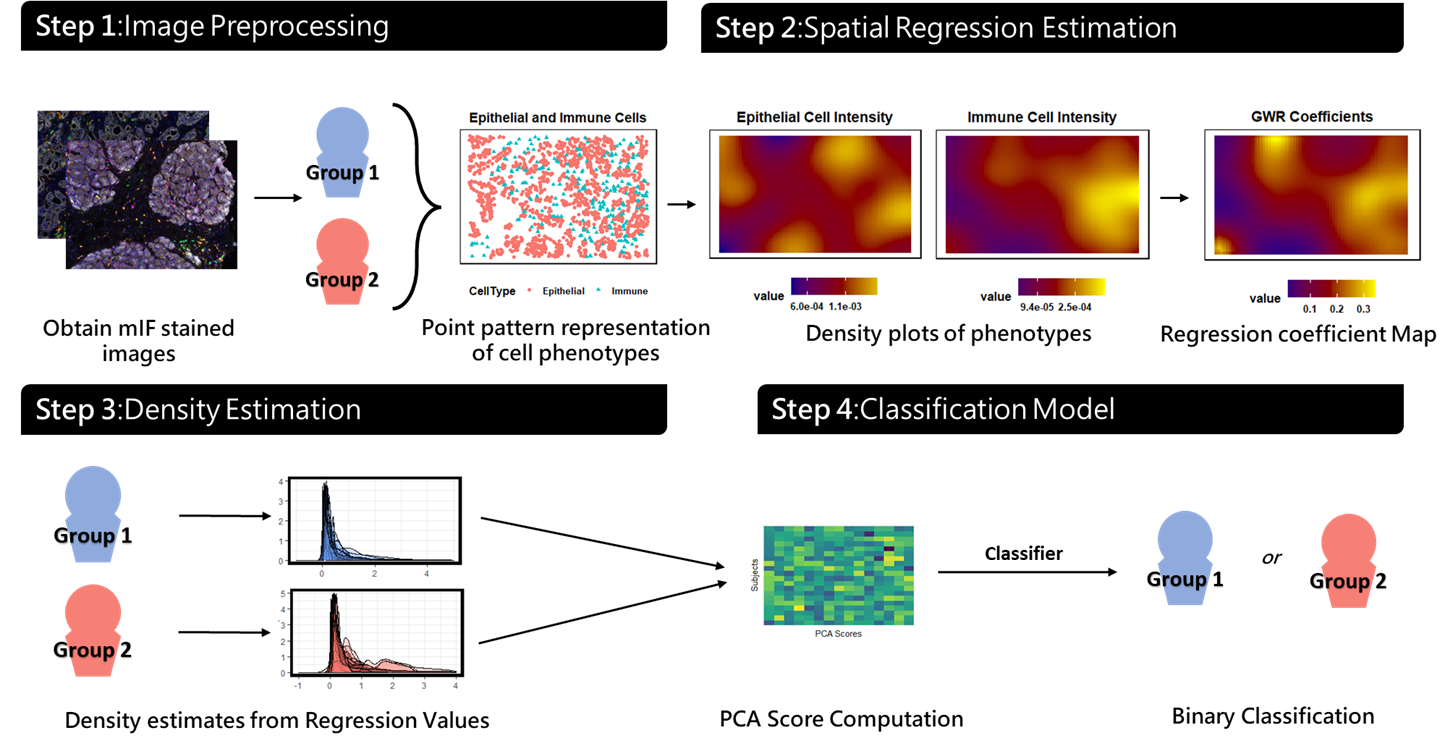 Step 1:Image Preprocessing
Step 2:Spatial Regression Estimation
Group 1
Group 2
Obtain mIF stained
images
Epithelial and Immune Cells
CellType Epithelial Immune
Point pattern representation
of cell phenotypes
Epithelial Cell Intensity
value
6.0e-04 1.1e-03
Immune Cell Intensity
value
9.4e-05 2.5e-04
Density plots of phenotypes
GWR Coefficients
value
0.1 0.2 0.3
Regression coefficient Map
Step 3:Density Estimation
Step 4:Classification Model
Group 1
4
3
2
1
0
0 2 4
Group 2
5
4
3
2
1
0
-1 0 1 2 3 4
Density estimates from Regression Values
Subjects
PCA Scores
PCA Score Computation
Classifier
Group 1
or
Group 2
Binary Classification